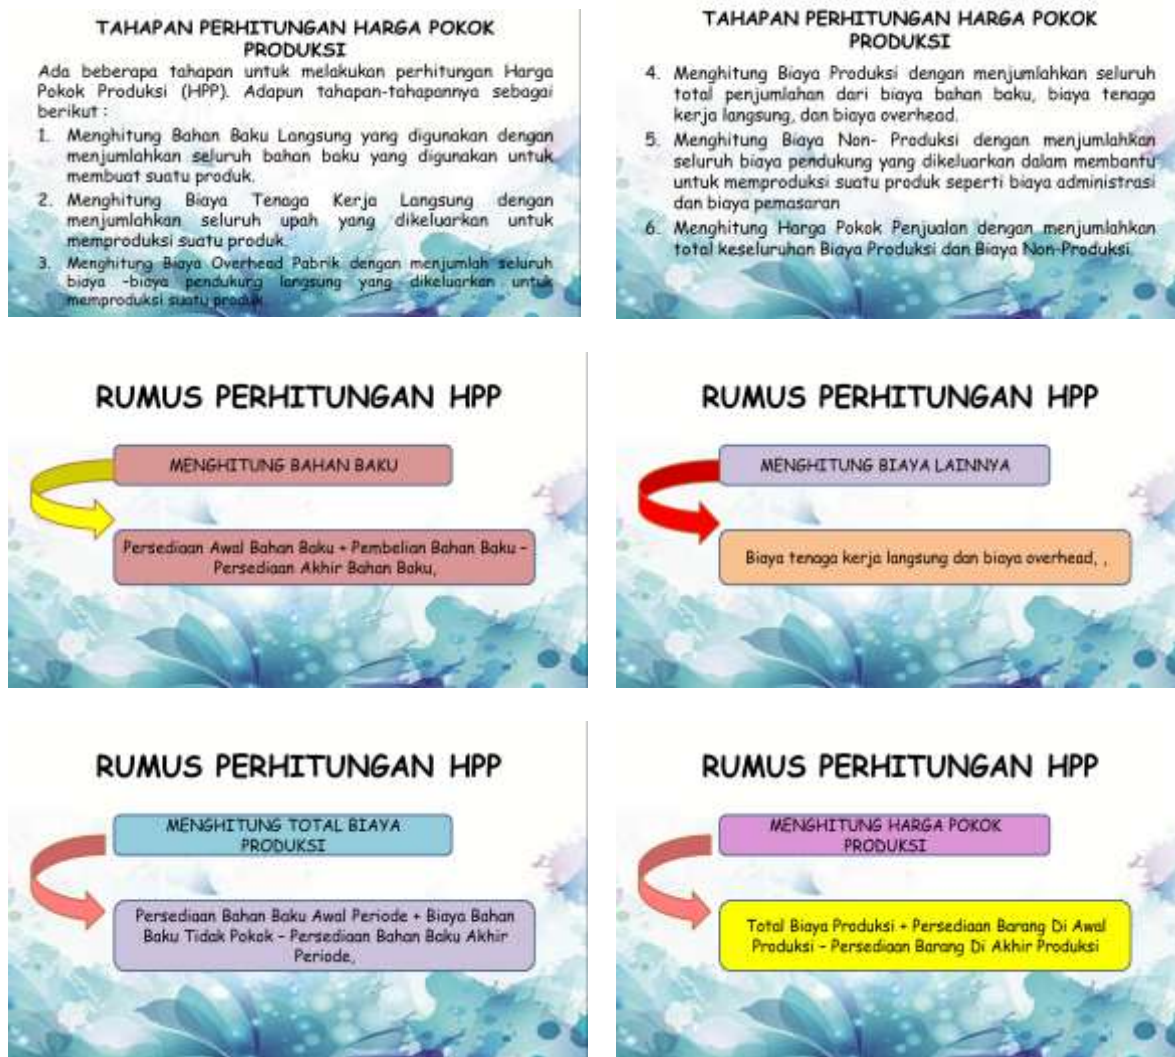 TAHAPAN PERHITUNGAN HARGA POKOK
PRODUKSI
Ada beberapa tahapan untuk melakukan perhitungan Harga
Pokok Produksi (HPP). Adapun tahapan-tahapannya sebagai
berikut :
1. Menghitung Bahan Baku Langsung yang digunakan dengan
menjumlahkan seluruh bahan baku yang digunakan untuk
membuat suatu produk.
2. Menghitung Biaya Tenaga Kerja Langsung dengan
menjumlahkan seluruh upah yang dikeluarkan untuk
memproduksi suatu produk.
3. Menghitung Biaya Overhead Pabrik dengan menjumlah seluruh
biaya -biaya pendukung langsung yang dikeluarkan untuk
memproduksi suatu produk
TAHAPAN PERHITUNGAN HARGA POKOK
PRODUKSI
4. Menghitung Biaya Produksi dengan menjumlahkan seluruh
total penjumlahan dari biaya bahan baku, biaya tenaga
kerja langsung, dan biaya overhead.
5. Menghitung Biaya Non- Produksi dengan menjumlahkan
seluruh biaya pendukung yang dikeluarkan dalam membantu
untuk memproduksi suatu produk seperti biaya administrasi
dan biaya pemasaran
6. Menghitung Harga Pokok Penjualan dengan menjumlahkan
total keseluruhan Biaya Produksi dan Biaya Non-Produksi.
RUMUS PERHITUNGAN HPP
MENGHITUNG BAHAN BAKU
Persediaan Awal Bahan Baku + Pembelian Bahan Baku –
Persediaan Akhir Bahan Baku,
RUMUS PERHITUNGAN HPP
MENGHITUNG BIAYA LAINNYA
Biaya tenaga kerja langsung dan biaya overhead, ,
RUMUS PERHITUNGAN HPP
MENGHITUNG TOTAL BIAYA
PRODUKSI
Persediaan Bahan Baku Awal Periode + Biaya Bahan
Baku Tidak Pokok – Persediaan Bahan Baku Akhir
Periode,
RUMUS PERHITUNGAN HPP
MENGHITUNG HARGA POKOK
PRODUKSI
Total Biaya Produksi + Persediaan Barang Di Awal
Produksi – Persediaan Barang Di Akhir Produksi